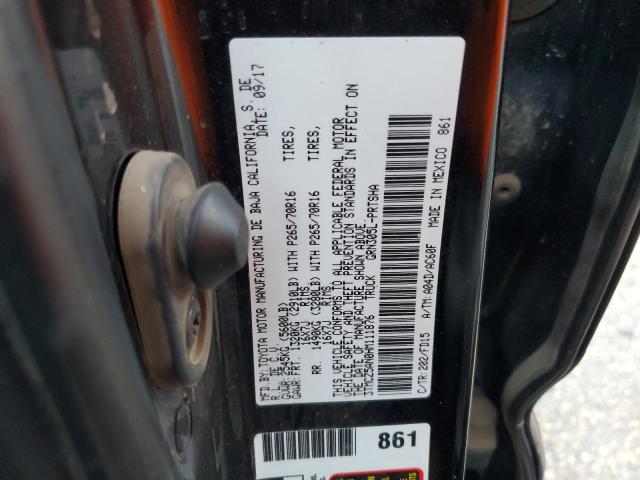 MFD.BY:TOYOTA MOTOR MANUFACTURING DE BAJA CALIFORNIA, S. DE
R.L. DE C.V. DATE: 09/17
GVWR:2545KG (5600LB)
GAWR:FRT. 1320KG (2910LB) WITH P265/70R16 TIRES,
16X7J RIMS
RR. 1490KG (3280LB) WITH P265/70R16 TIRES,
16X7J RIMS
THIS VEHICLE CONFORMS TO ALL APPLICABLE FEDERAL MOTOR
VEHICLE SAFETY AND THEFT PREVENTION STANDARDS IN EFFECT ON
THE DATE OF MANUFACTURE SHOWN ABOVE.
3TMCZ5AN0HM111876 TRUCK GRN305L-PRTSMA
C/TR:202/FD15 A/TM:A04D/AC60F MADE IN MEXICO 861
861